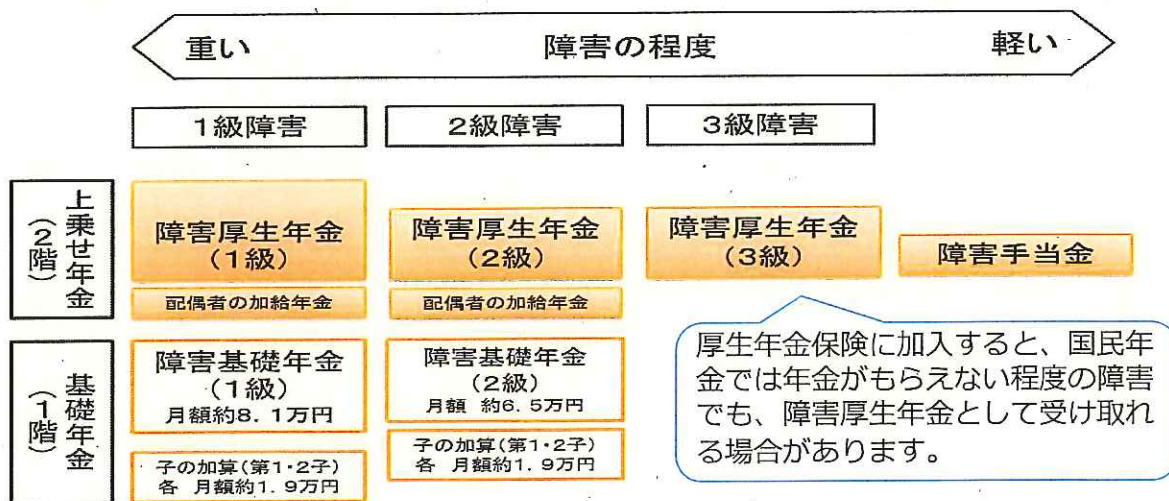 重い 障害の程度 軽い
1級障害 2級障害 3級障害
上乗せ年金
(2階)
障害厚生年金
(1級)
障害厚生年金
(2級)
障害厚生年金
(3級)
障害手当金
配偶者の加給年金
配偶者の加給年金
基礎年金
(1階)
障害基礎年金
(1級)
月額約8.1万円
障害基礎年金
(2級)
月額 約6.5万円
子の加算(第1・2子)
各 月額約1.9万円
子の加算(第1・2子)
各 月額約1.9万円
厚生年金保険に加入すると、国民年
金では年金がもらえない程度の障害
でも、障害厚生年金として受け取れ
る場合があります。